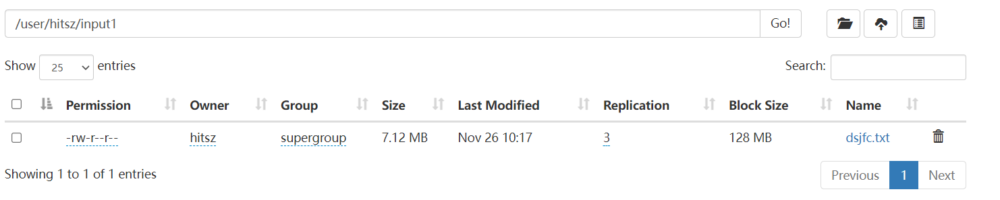 /user/hitsz/input1 Go!
Show 25 entries Search:
Permission Owner Group Size Last Modified Replication Block Size Name
-rw-r--r-- hitsz supergroup 7.12 MB Nov 26 10:17 3 128 MB dsjfc.txt
Showing 1 to 1 of 1 entries Previous 1 Next